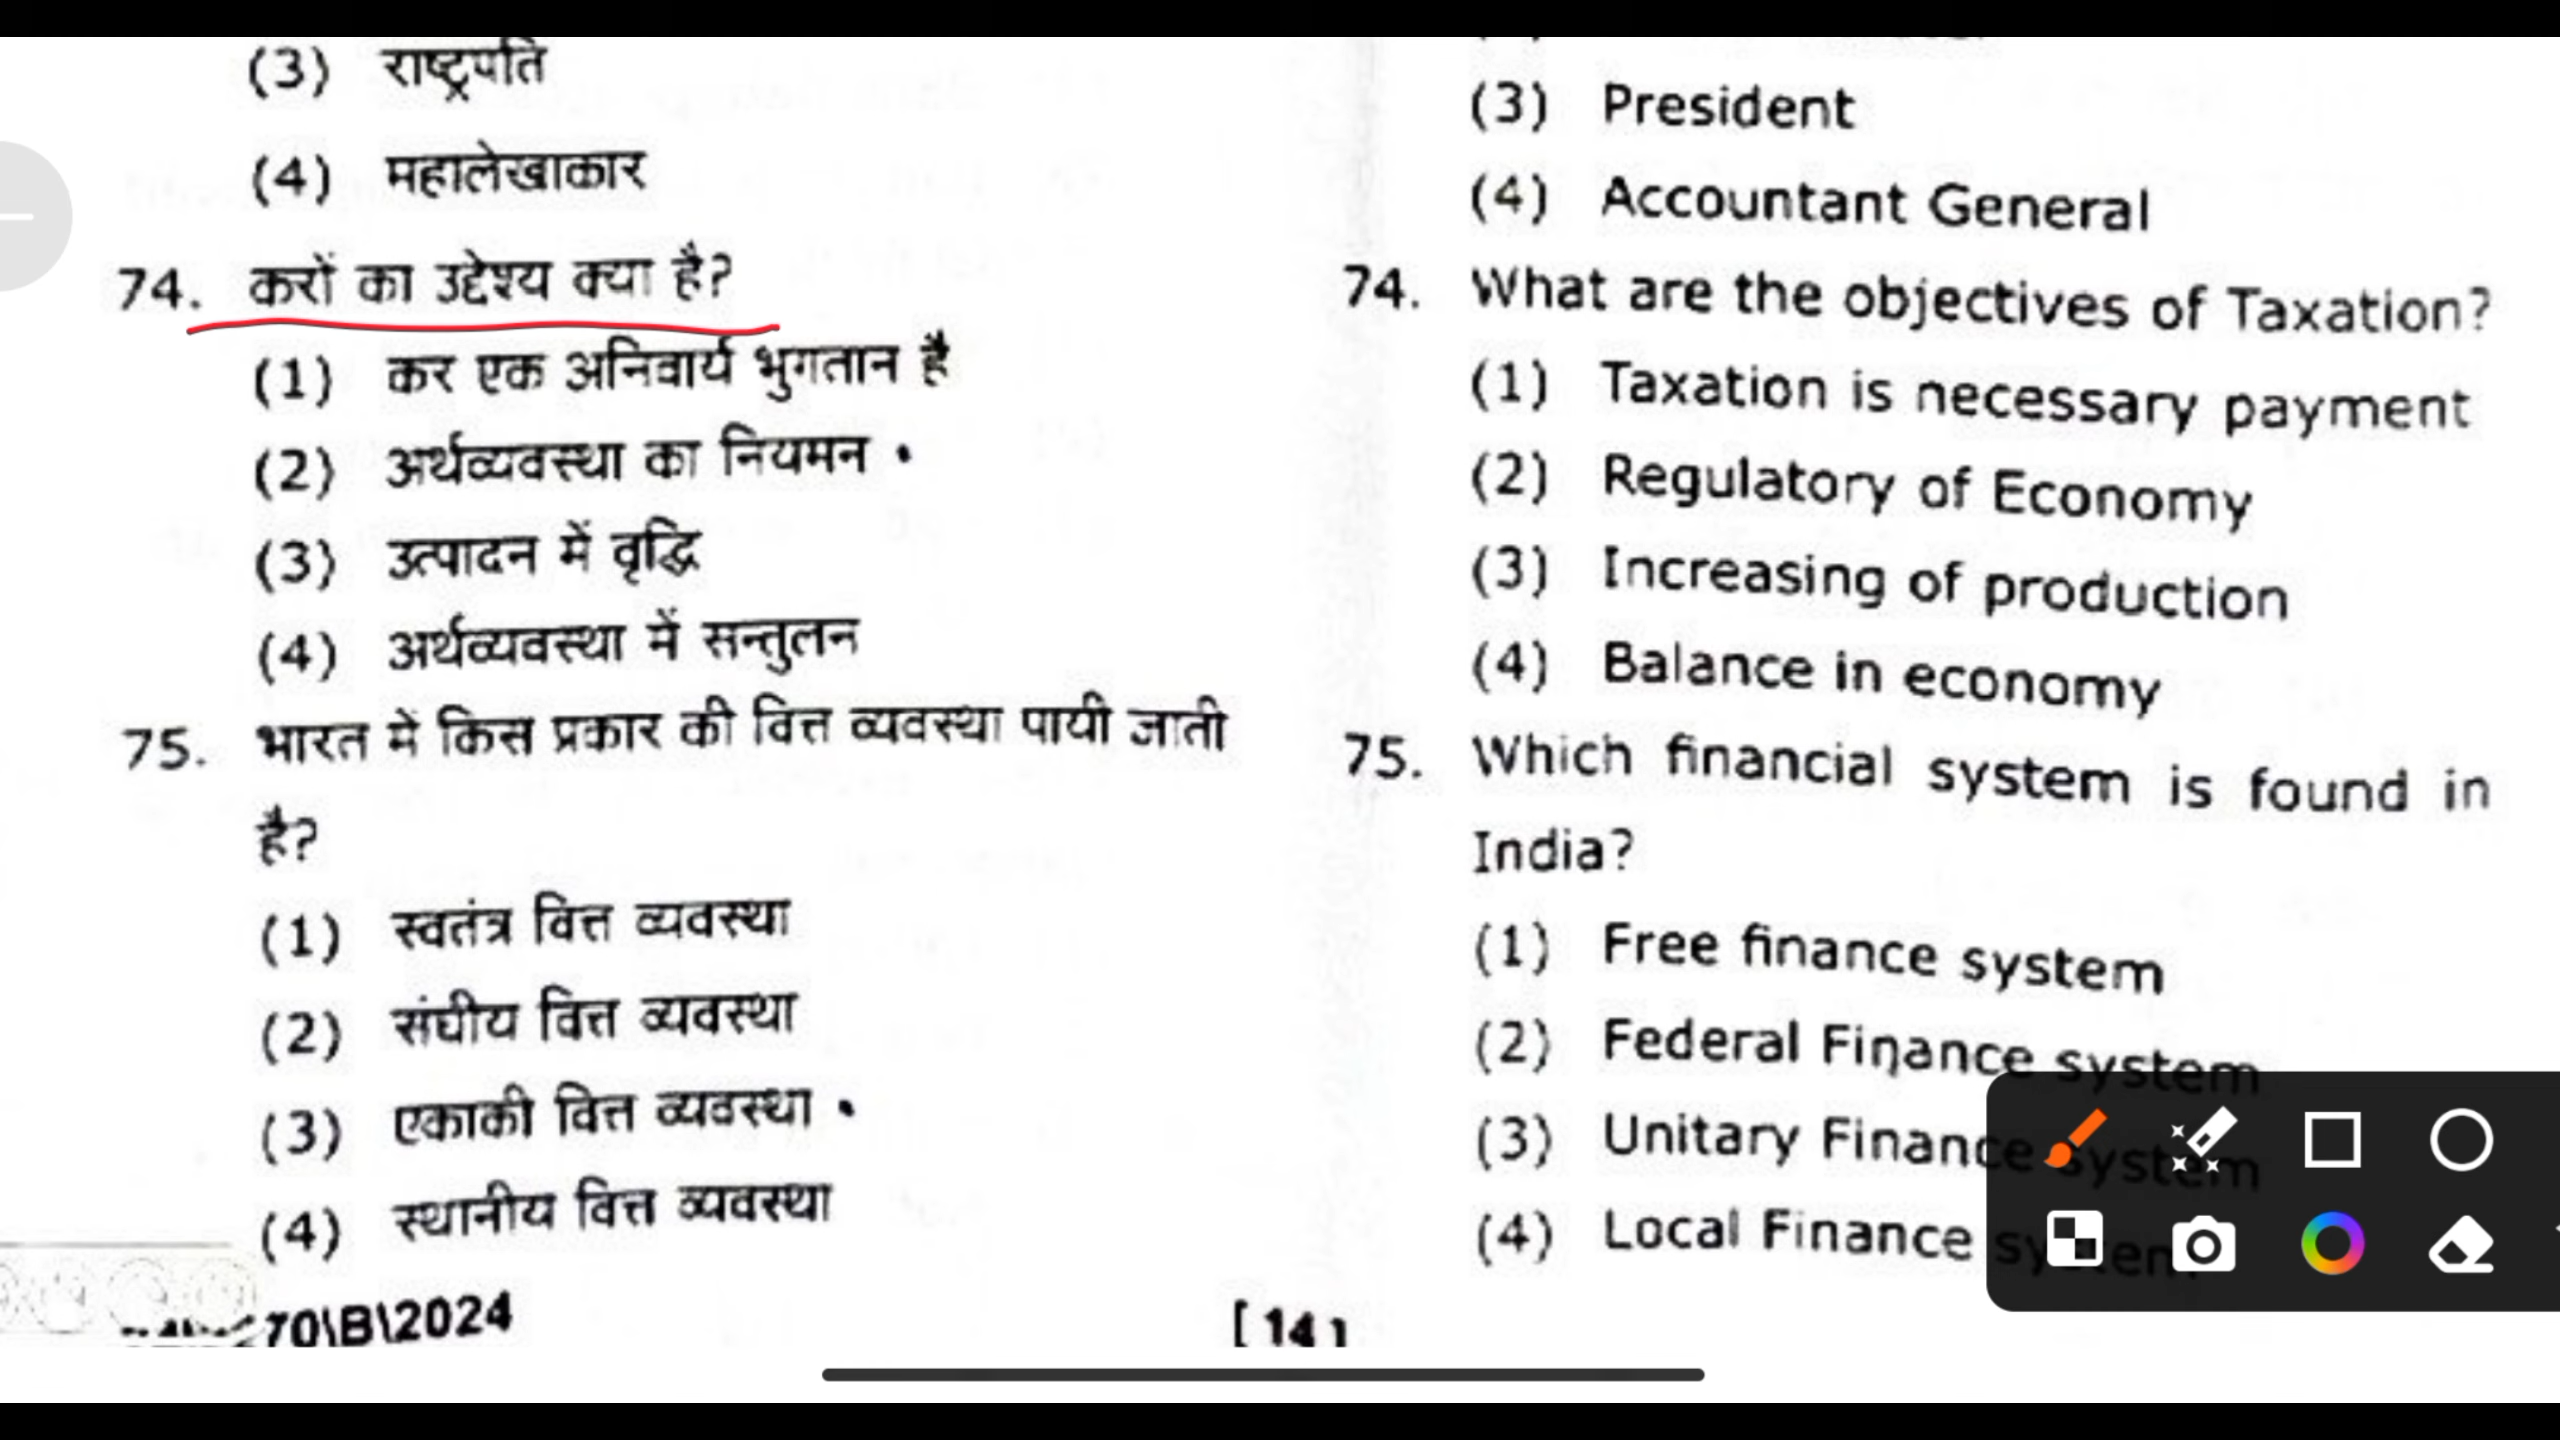 (3) राष्ट्रपति
(4) महालेखाकार
74. करों का उद्देश्य क्या है?
(1) कर एक अनिवार्य भुगतान है
(2) अर्थव्यवस्था का नियमन
(3) उत्पादन में वृद्धि
(4) अर्थव्यवस्था में सन्तुलन
75. भारत में किस प्रकार की वित्त व्यवस्था पायी जाती
है?
(1) स्वतंत्र वित्त व्यवस्था
(2) संघीय वित्त व्यवस्था
(3) एकाकी वित्त व्यवस्था
(4) स्थानीय वित्त व्यवस्था
70\B\2024
(3) President
(4) Accountant General
74. What are the objectives of Taxation?
(1) Taxation is necessary payment
(2) Regulatory of Economy
(3) Increasing of production
(4) Balance in economy
75. Which financial system is found in
India?
(1) Free finance system
(2) Federal Finance system
(3) Unitary Finance system
(4) Local Finance system
[ 14 ]